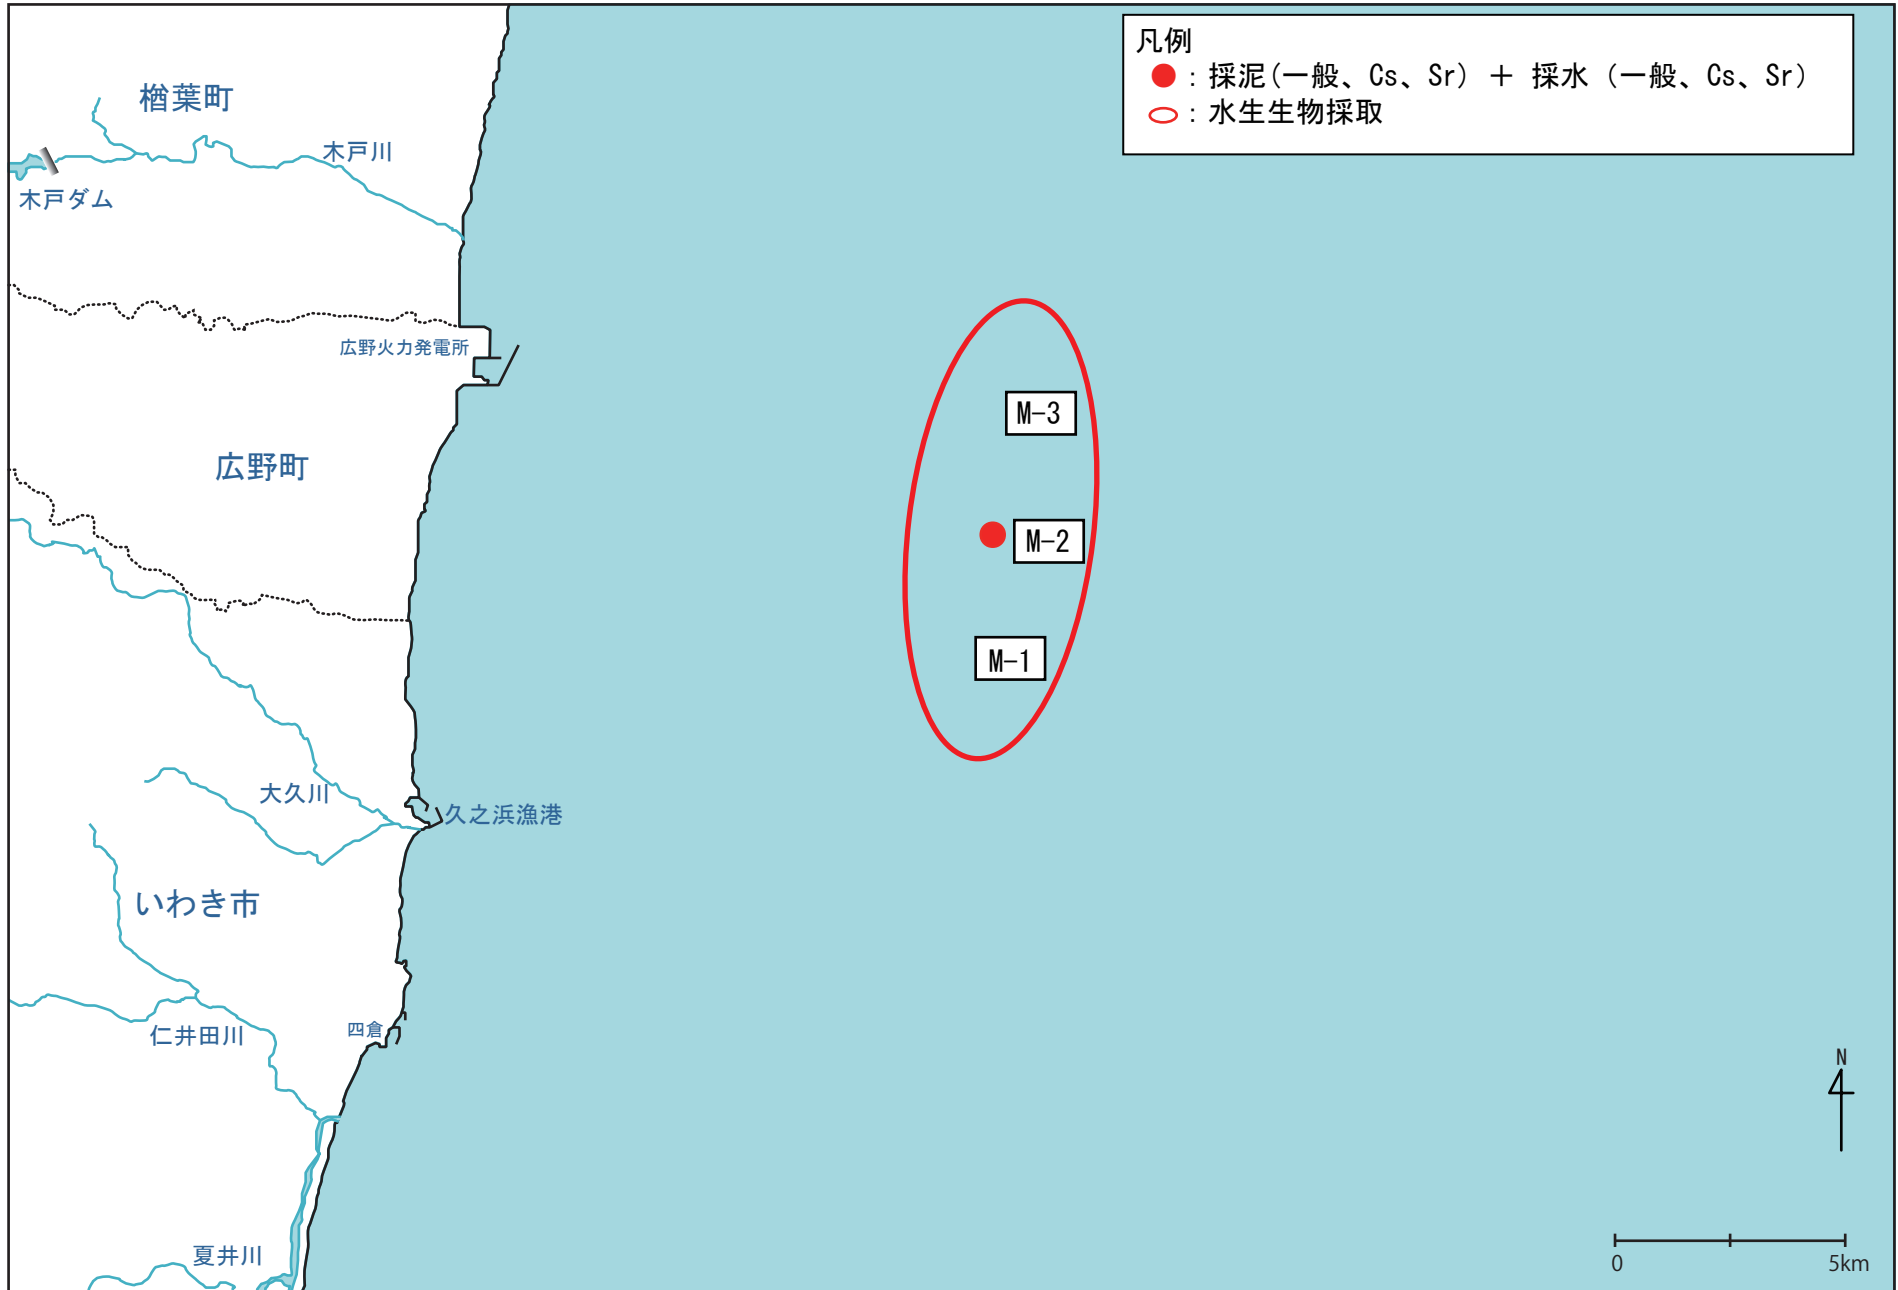 凡例
●：採泥(一般、Cs、Sr) ＋ 採水 (一般、Cs、Sr)
○：水生生物採取
楢葉町
木戸川
木戸ダム
広野火力発電所
M-3
広野町
M-2
M-1
大久川
久之浜漁港
いわき市
四倉
仁井田川
N
夏井川
0
5km